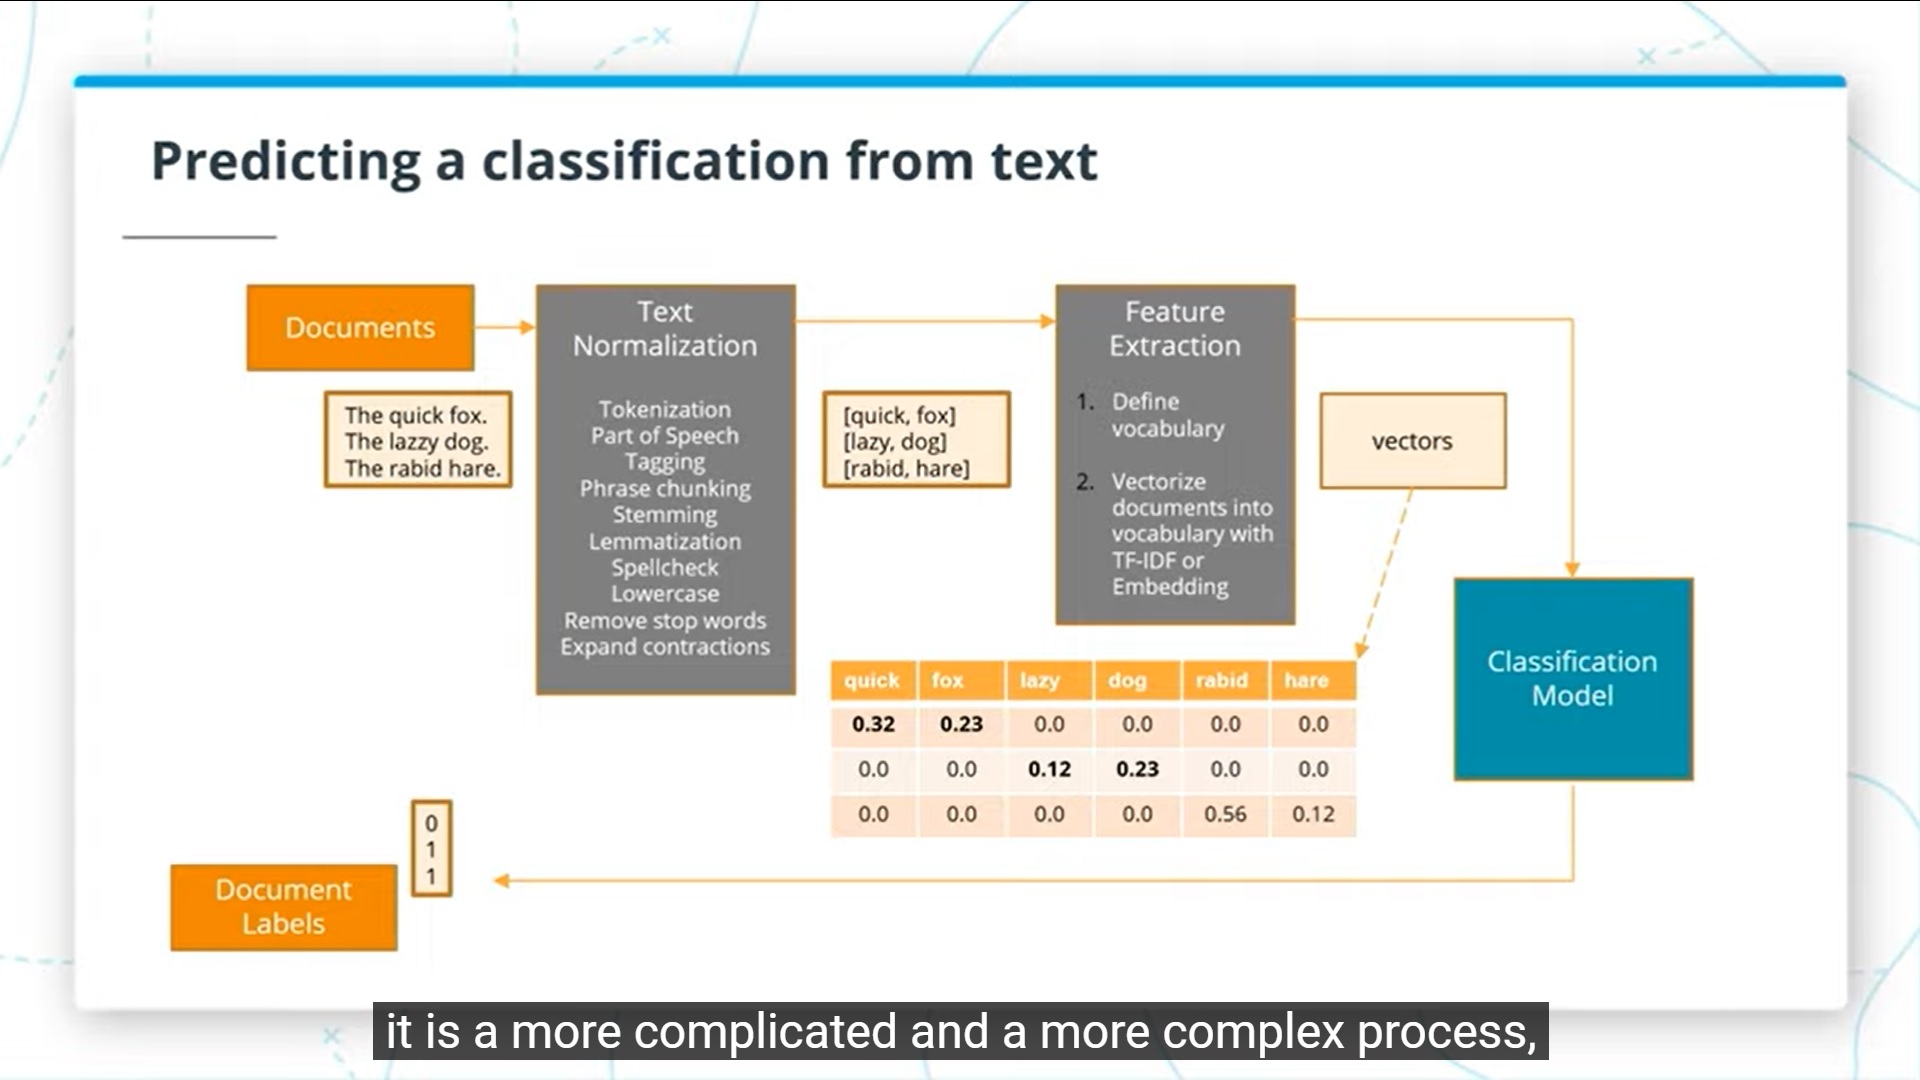 Predicting a classification from text
Documents
The quick fox.
The lazzy dog.
The rabid hare.
Text
Normalization
Tokenization
Part of Speech
Tagging
Phrase chunking
Stemming
Lemmatization
Spellcheck
Lowercase
Remove stop words
Expand contractions
[quick, fox]
[lazy, dog]
[rabid, hare]
Feature
Extraction
1. Define
vocabulary
2. Vectorize
documents into
vocabulary with
TF-IDF or
Embedding
vectors
quick fox lazy dog rabid hare
0.32 0.23 0.0 0.0 0.0 0.0
0.0 0.0 0.12 0.23 0.0 0.0
0.0 0.0 0.0 0.0 0.56 0.12
Classification
Model
0
1
1
Document
Labels
it is a more complicated and a more complex process,